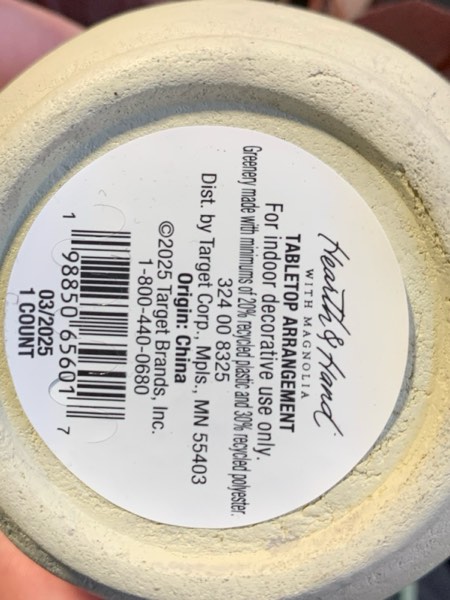 Hearth & Hand
WITH MAGNOLIA
TABLETOP ARRANGEMENT
For indoor decorative use only.
Greenery made with minimums of 20% recycled plastic and 30% recycled polyester.
324 00 8325
Dist. by Target Corp., Mpls., MN 55403
Origin: China
©2025 Target Brands, Inc.
1-800-440-0680
1 98850 65601 7
03/2025
1 COUNT